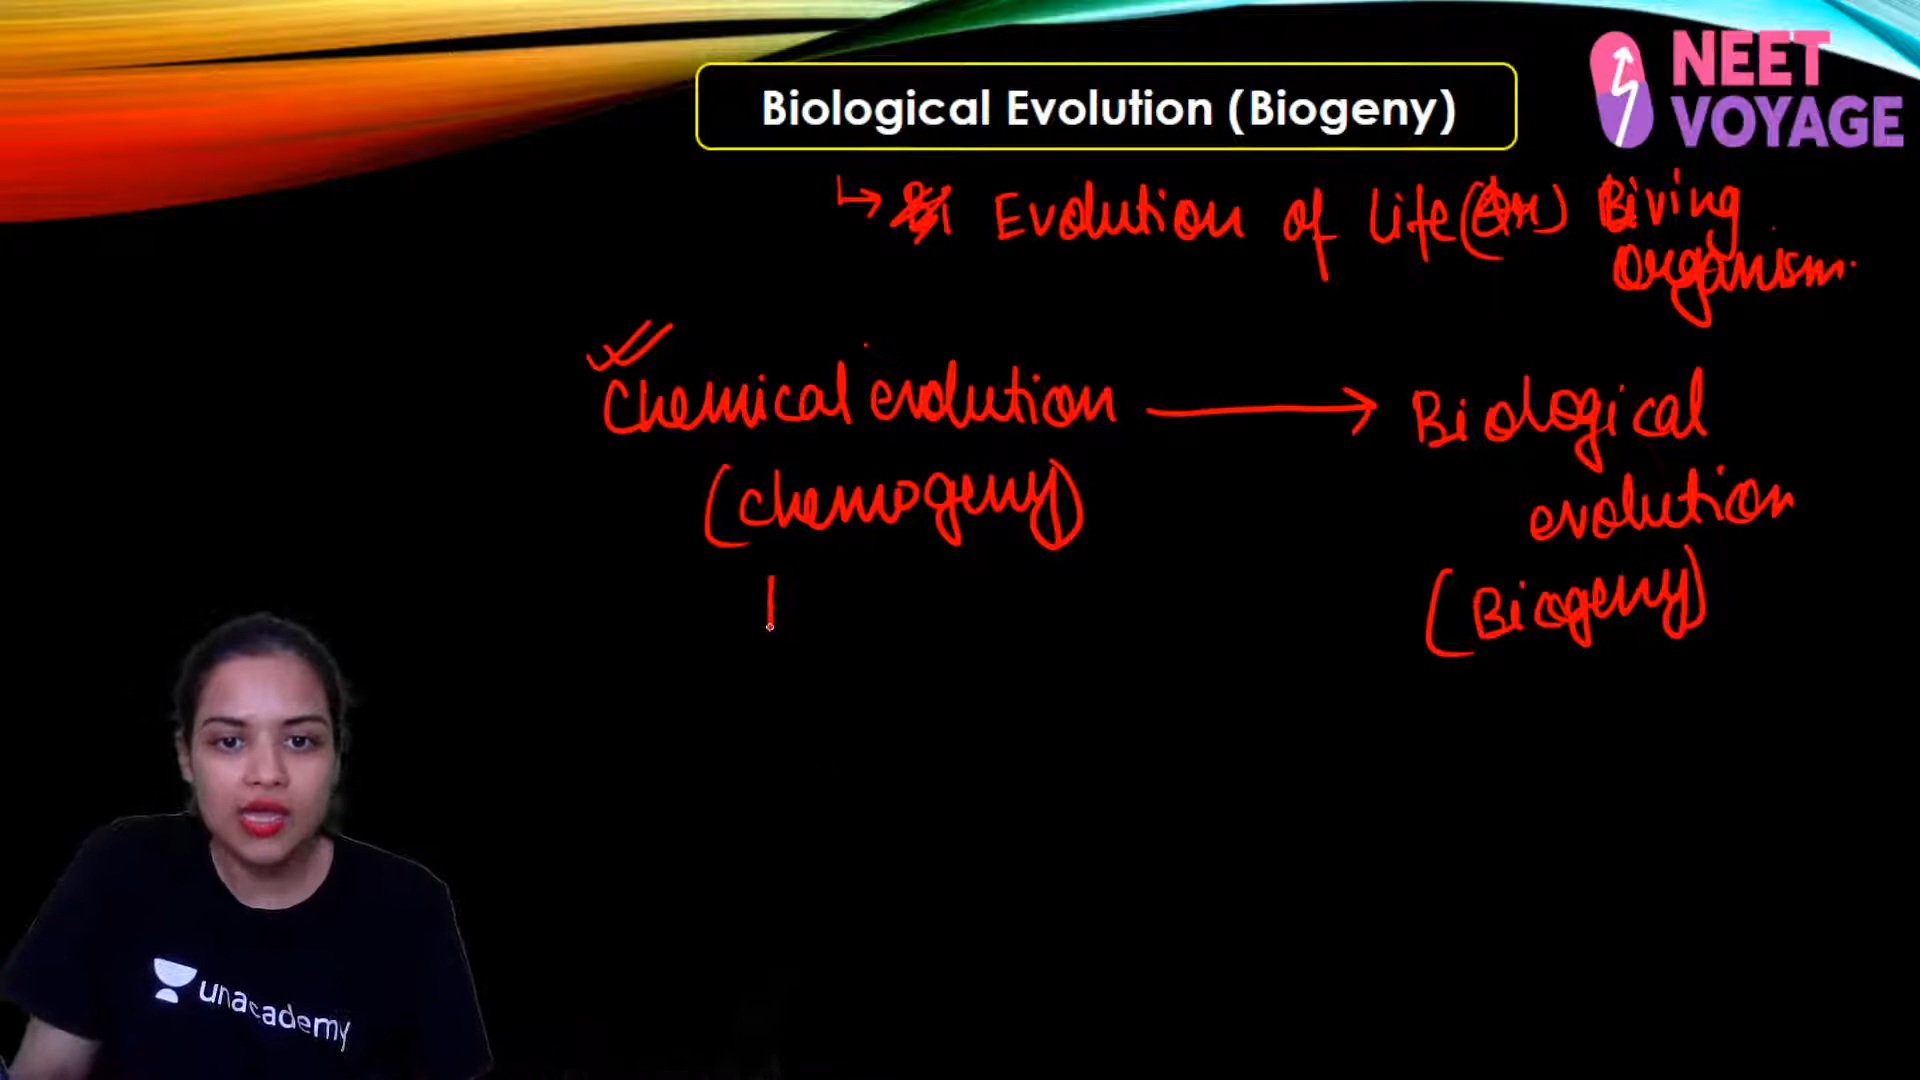 Biological Evolution (Biogeny)
NEET
VOYAGE
Evolution of Life (Or) Living
Organism.
Chemical evolution → Biological
evolution
(Chemogeny)
(Biogeny)
unacademy